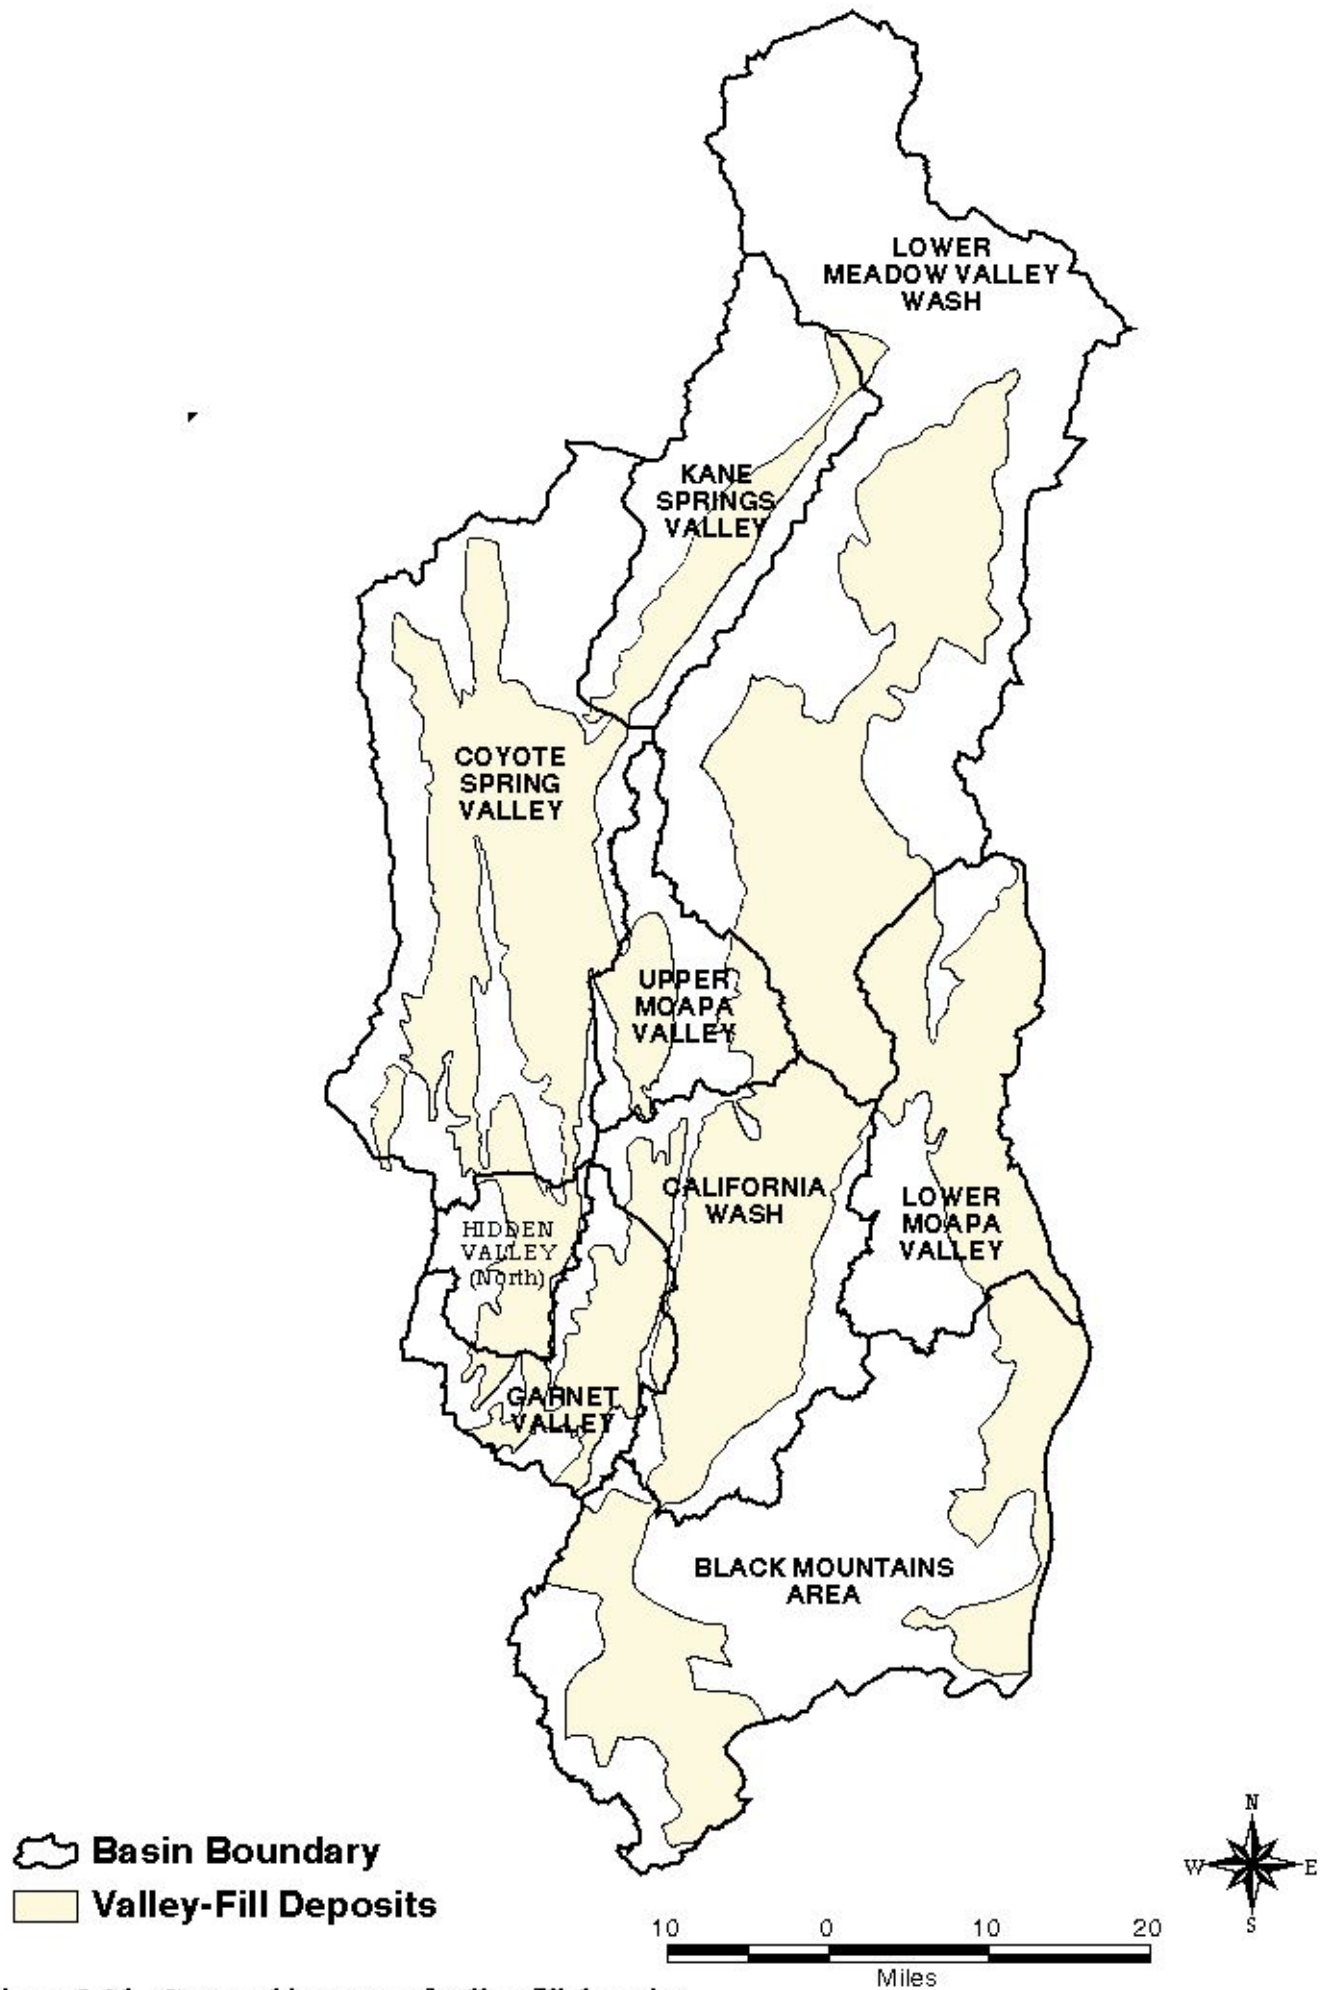 LOWER
MEADOW VALLEY
WASH
KANE
SPRINGS
VALLEY
COYOTE
SPRING
VALLEY
UPPER
MOAPA
VALLEY
CALIFORNIA
WASH
LOWER
MOAPA
VALLEY
HIDDEN
VALLEY
(North)
GARNET
VALLEY
BLACK MOUNTAINS
AREA
Basin Boundary
Valley-Fill Deposits
N
W E
S
10 0 10 20
Miles